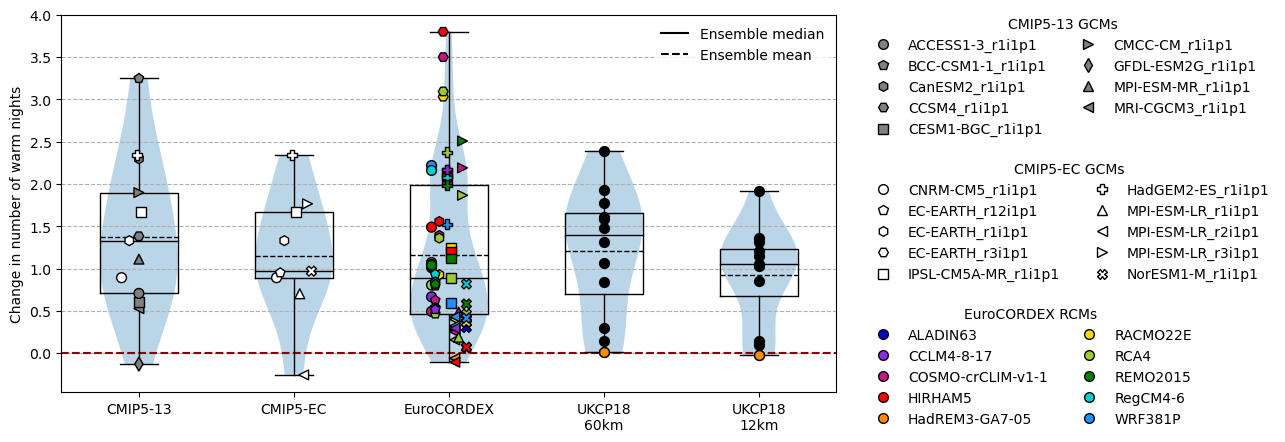 Change in number of warm nights
4.0
3.5
3.0
2.5
2.0
1.5
1.0
0.5
0.0
Ensemble median
Ensemble mean
CMIP5-13
CMIP5-EC
EuroCORDEX
UKCP18
60km
UKCP18
12km
CMIP5-13 GCMs
ACCESS1-3_r1i1p1
BCC-CSM1-1_r1i1p1
CanESM2_r1i1p1
CCSM4_r1i1p1
CESM1-BGC_r1i1p1
CMCC-CM_r1i1p1
GFDL-ESM2G_r1i1p1
MPI-ESM-MR_r1i1p1
MRI-CGCM3_r1i1p1
CMIP5-EC GCMs
CNRM-CM5_r1i1p1
EC-EARTH_r12i1p1
EC-EARTH_r1i1p1
EC-EARTH_r3i1p1
IPSL-CM5A-MR_r1i1p1
HadGEM2-ES_r1i1p1
MPI-ESM-LR_r1i1p1
MPI-ESM-LR_r2i1p1
MPI-ESM-LR_r3i1p1
NorESM1-M_r1i1p1
EuroCORDEX RCMs
ALADIN63
CCLM4-8-17
COSMO-crCLIM-v1-1
HIRHAM5
HadREM3-GA7-05
RACMO22E
RCA4
REMO2015
RegCM4-6
WRF381P